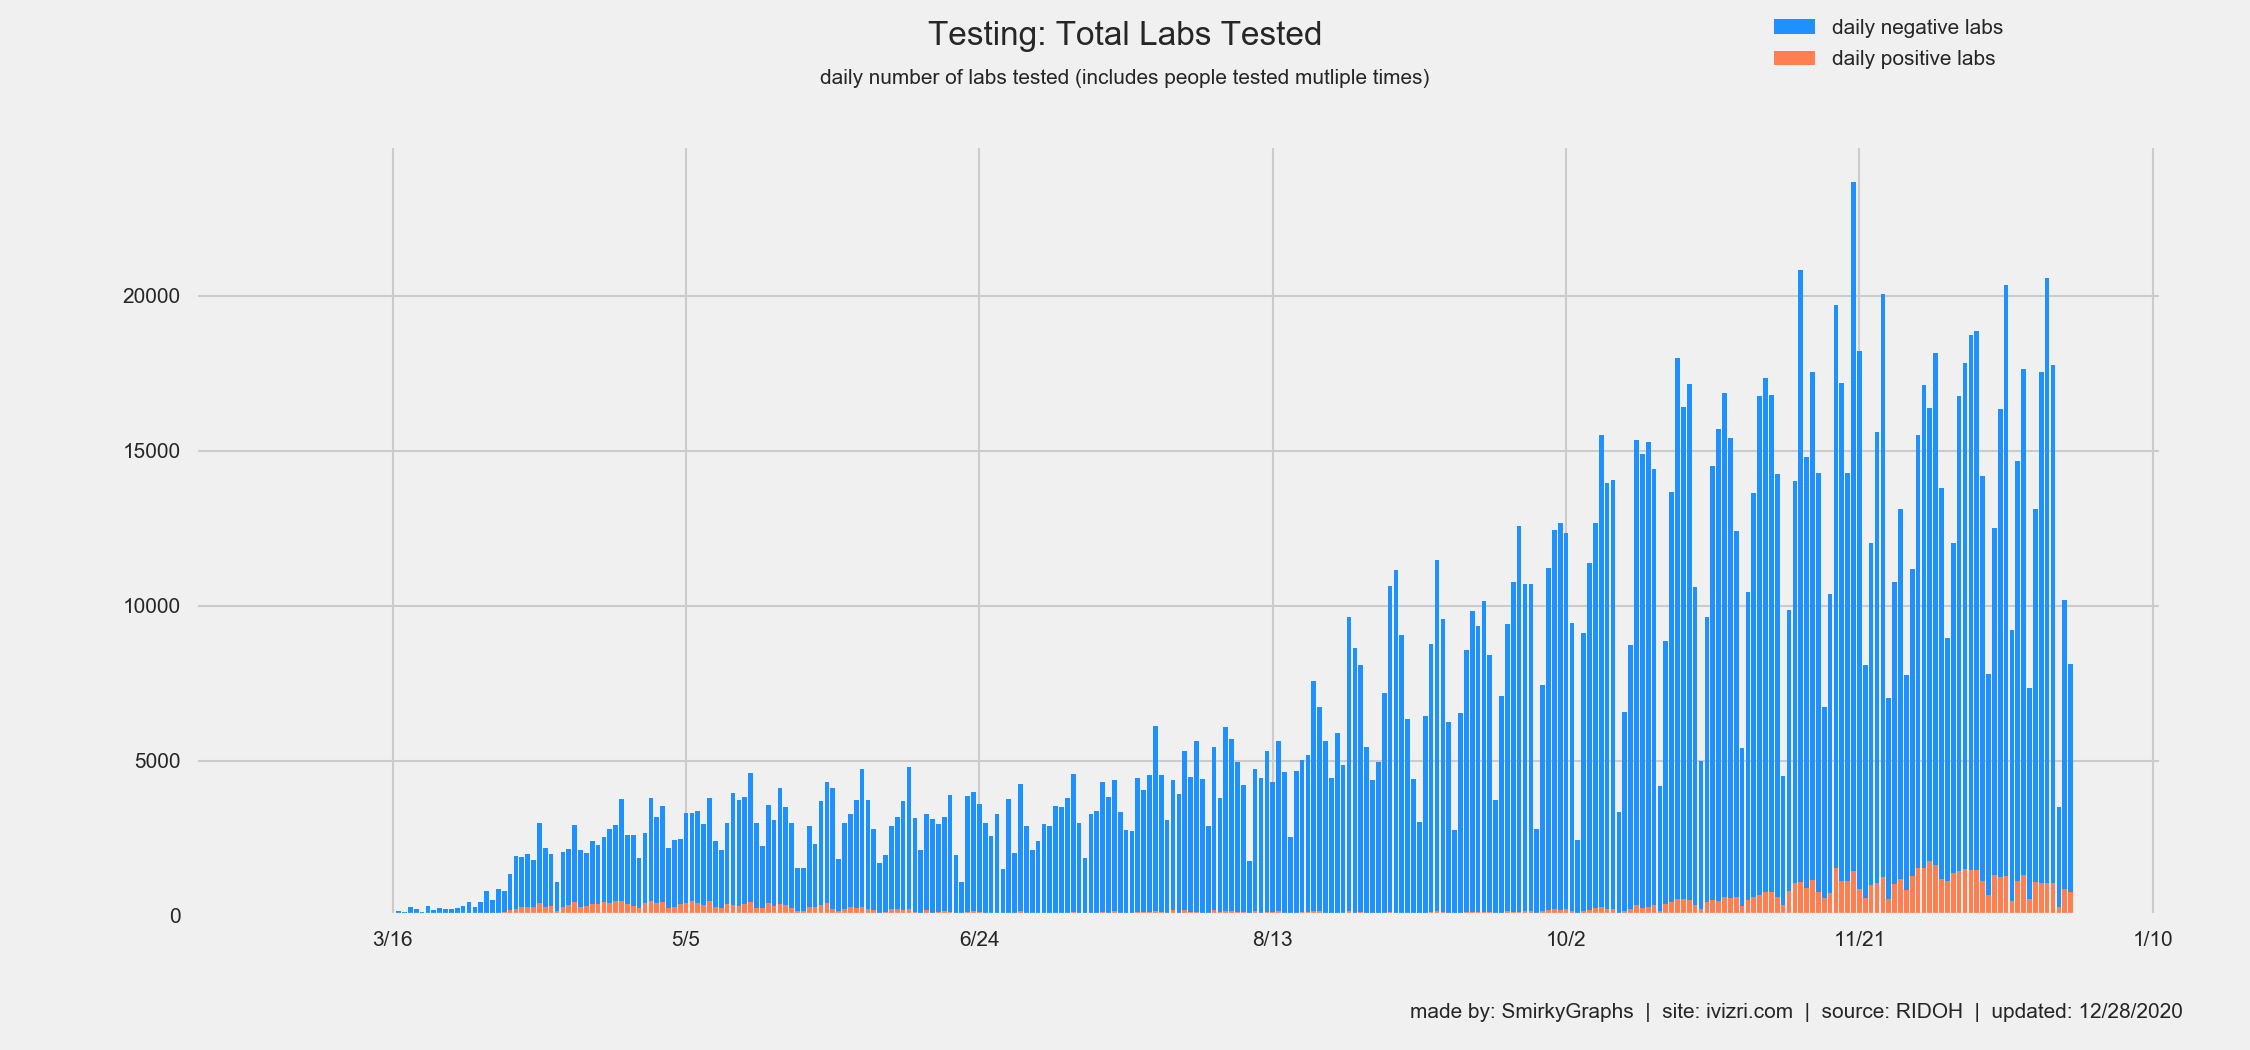 Testing: Total Labs Tested
daily number of labs tested (includes people tested mutliple times)
daily negative labs
daily positive labs
20000
15000
10000
5000
0
3/16 5/5 6/24 8/13 10/2 11/21 1/10
made by: SmirkyGraphs | site: ivizri.com | source: RIDOH | updated: 12/28/2020